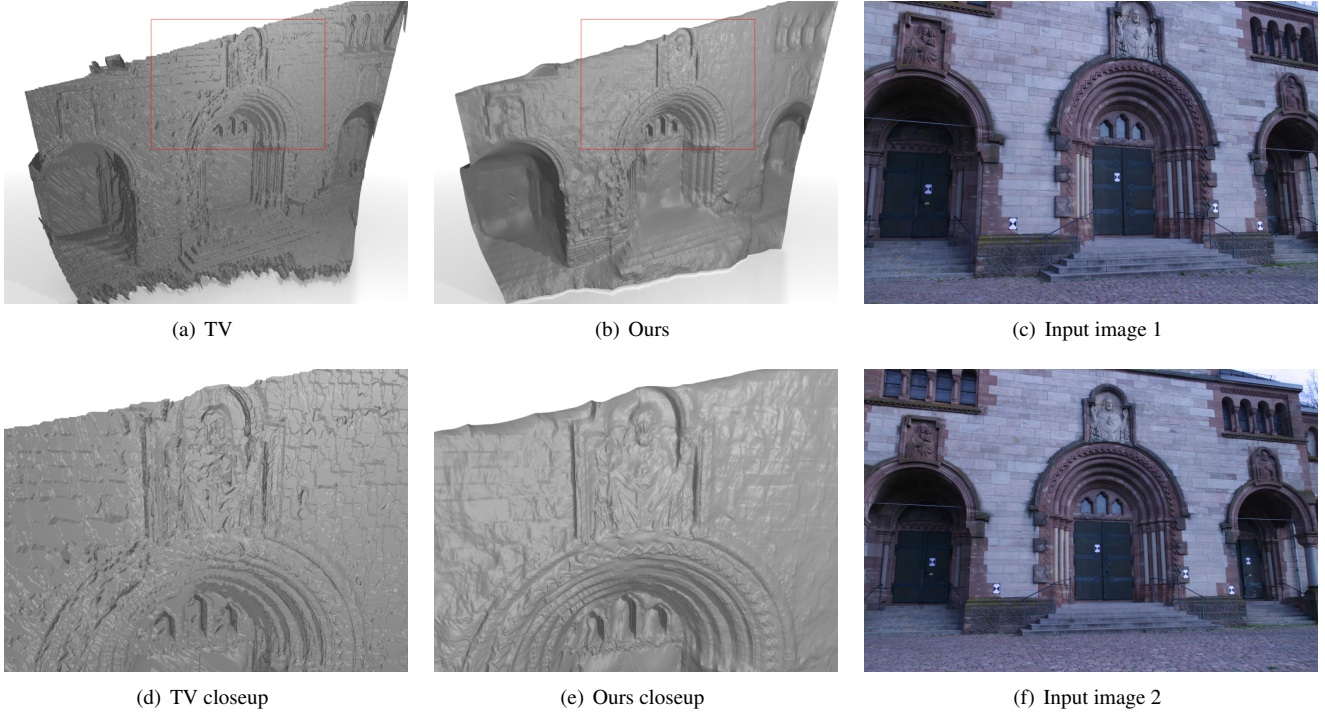 (a) TV
(b) Ours
(c) Input image 1
(d) TV closeup
(e) Ours closeup
(f) Input image 2